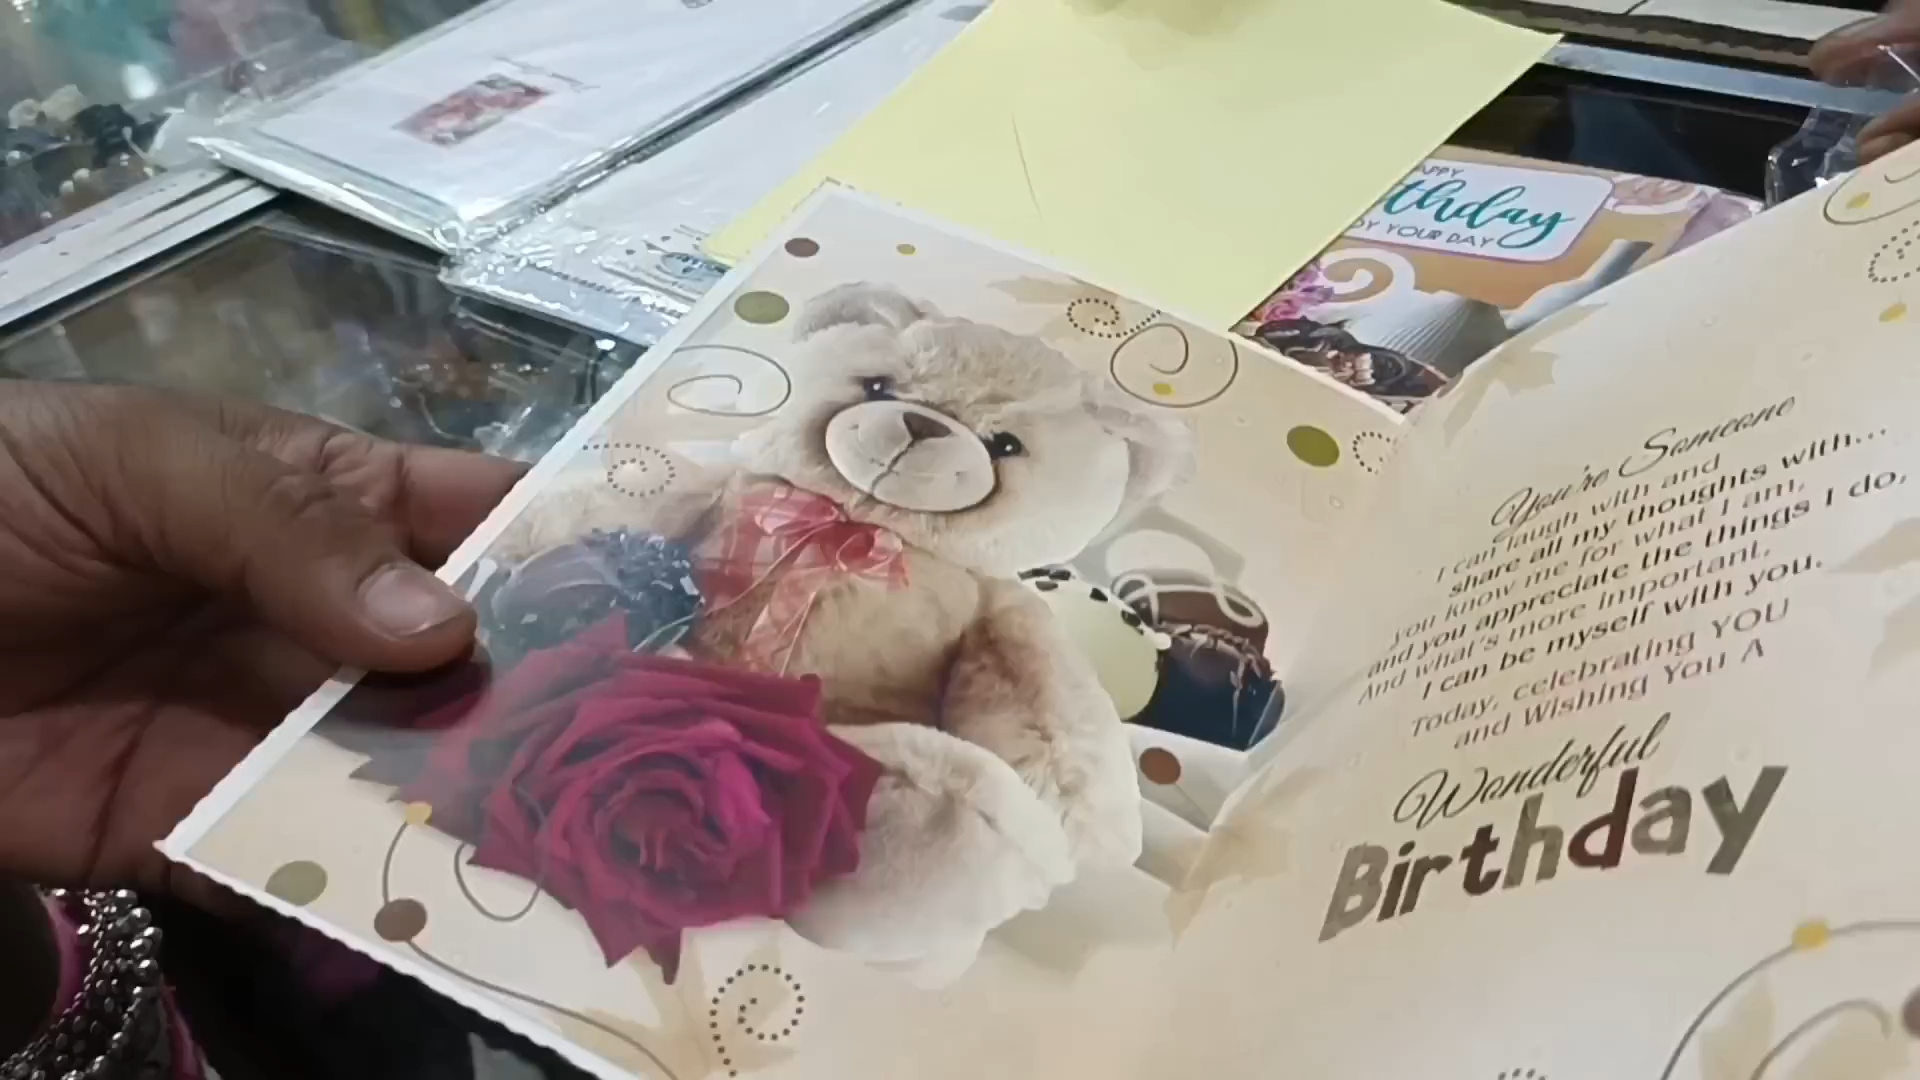 APPY
thday
OY YOUR DAY
You're Someone
I can laugh with and
share all my thoughts with...
you know me for what I am,
and you appreciate the things I do,
And what's more important,
I can be myself with you.
Today, celebrating YOU
and Wishing You A
Wonderful
Birthday